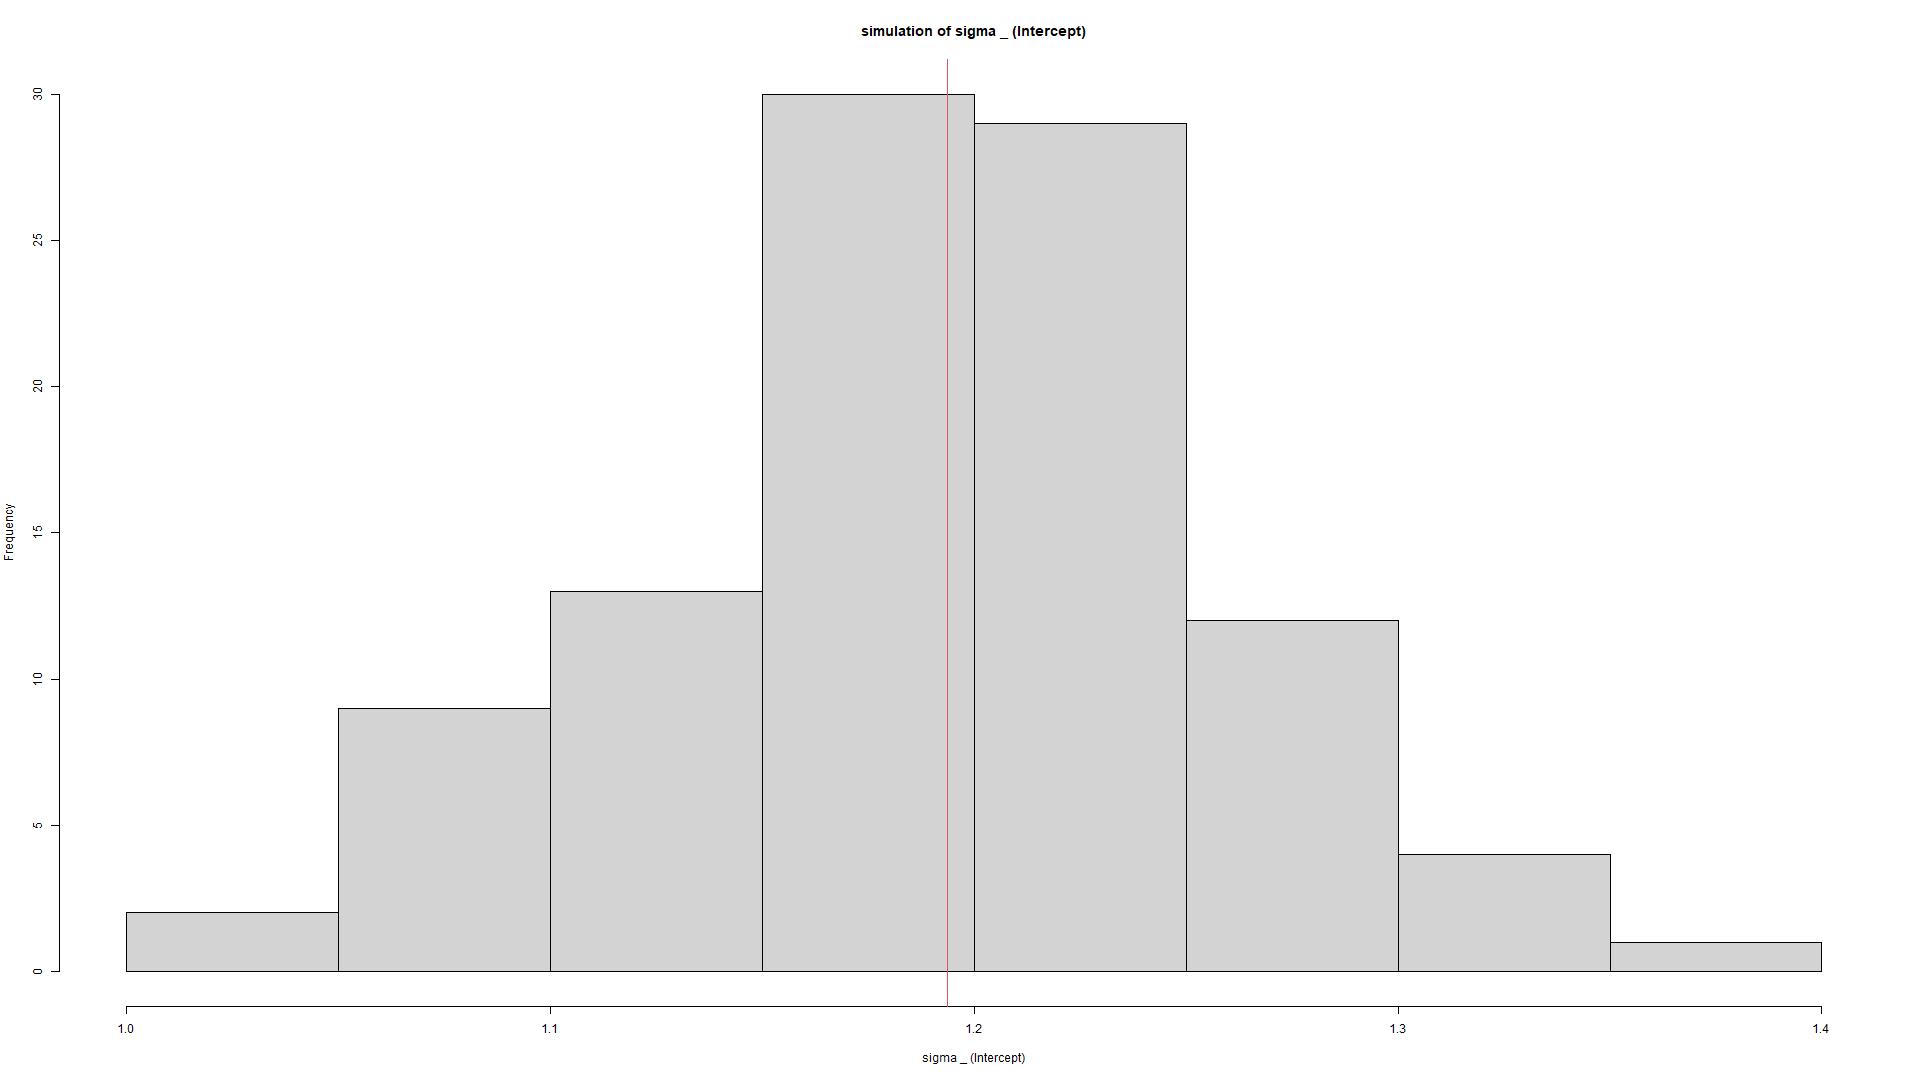 simulation of sigma _ (Intercept)
Frequency
30
25
20
15
10
5
0
1.0 1.1 1.2 1.3 1.4
sigma _ (Intercept)